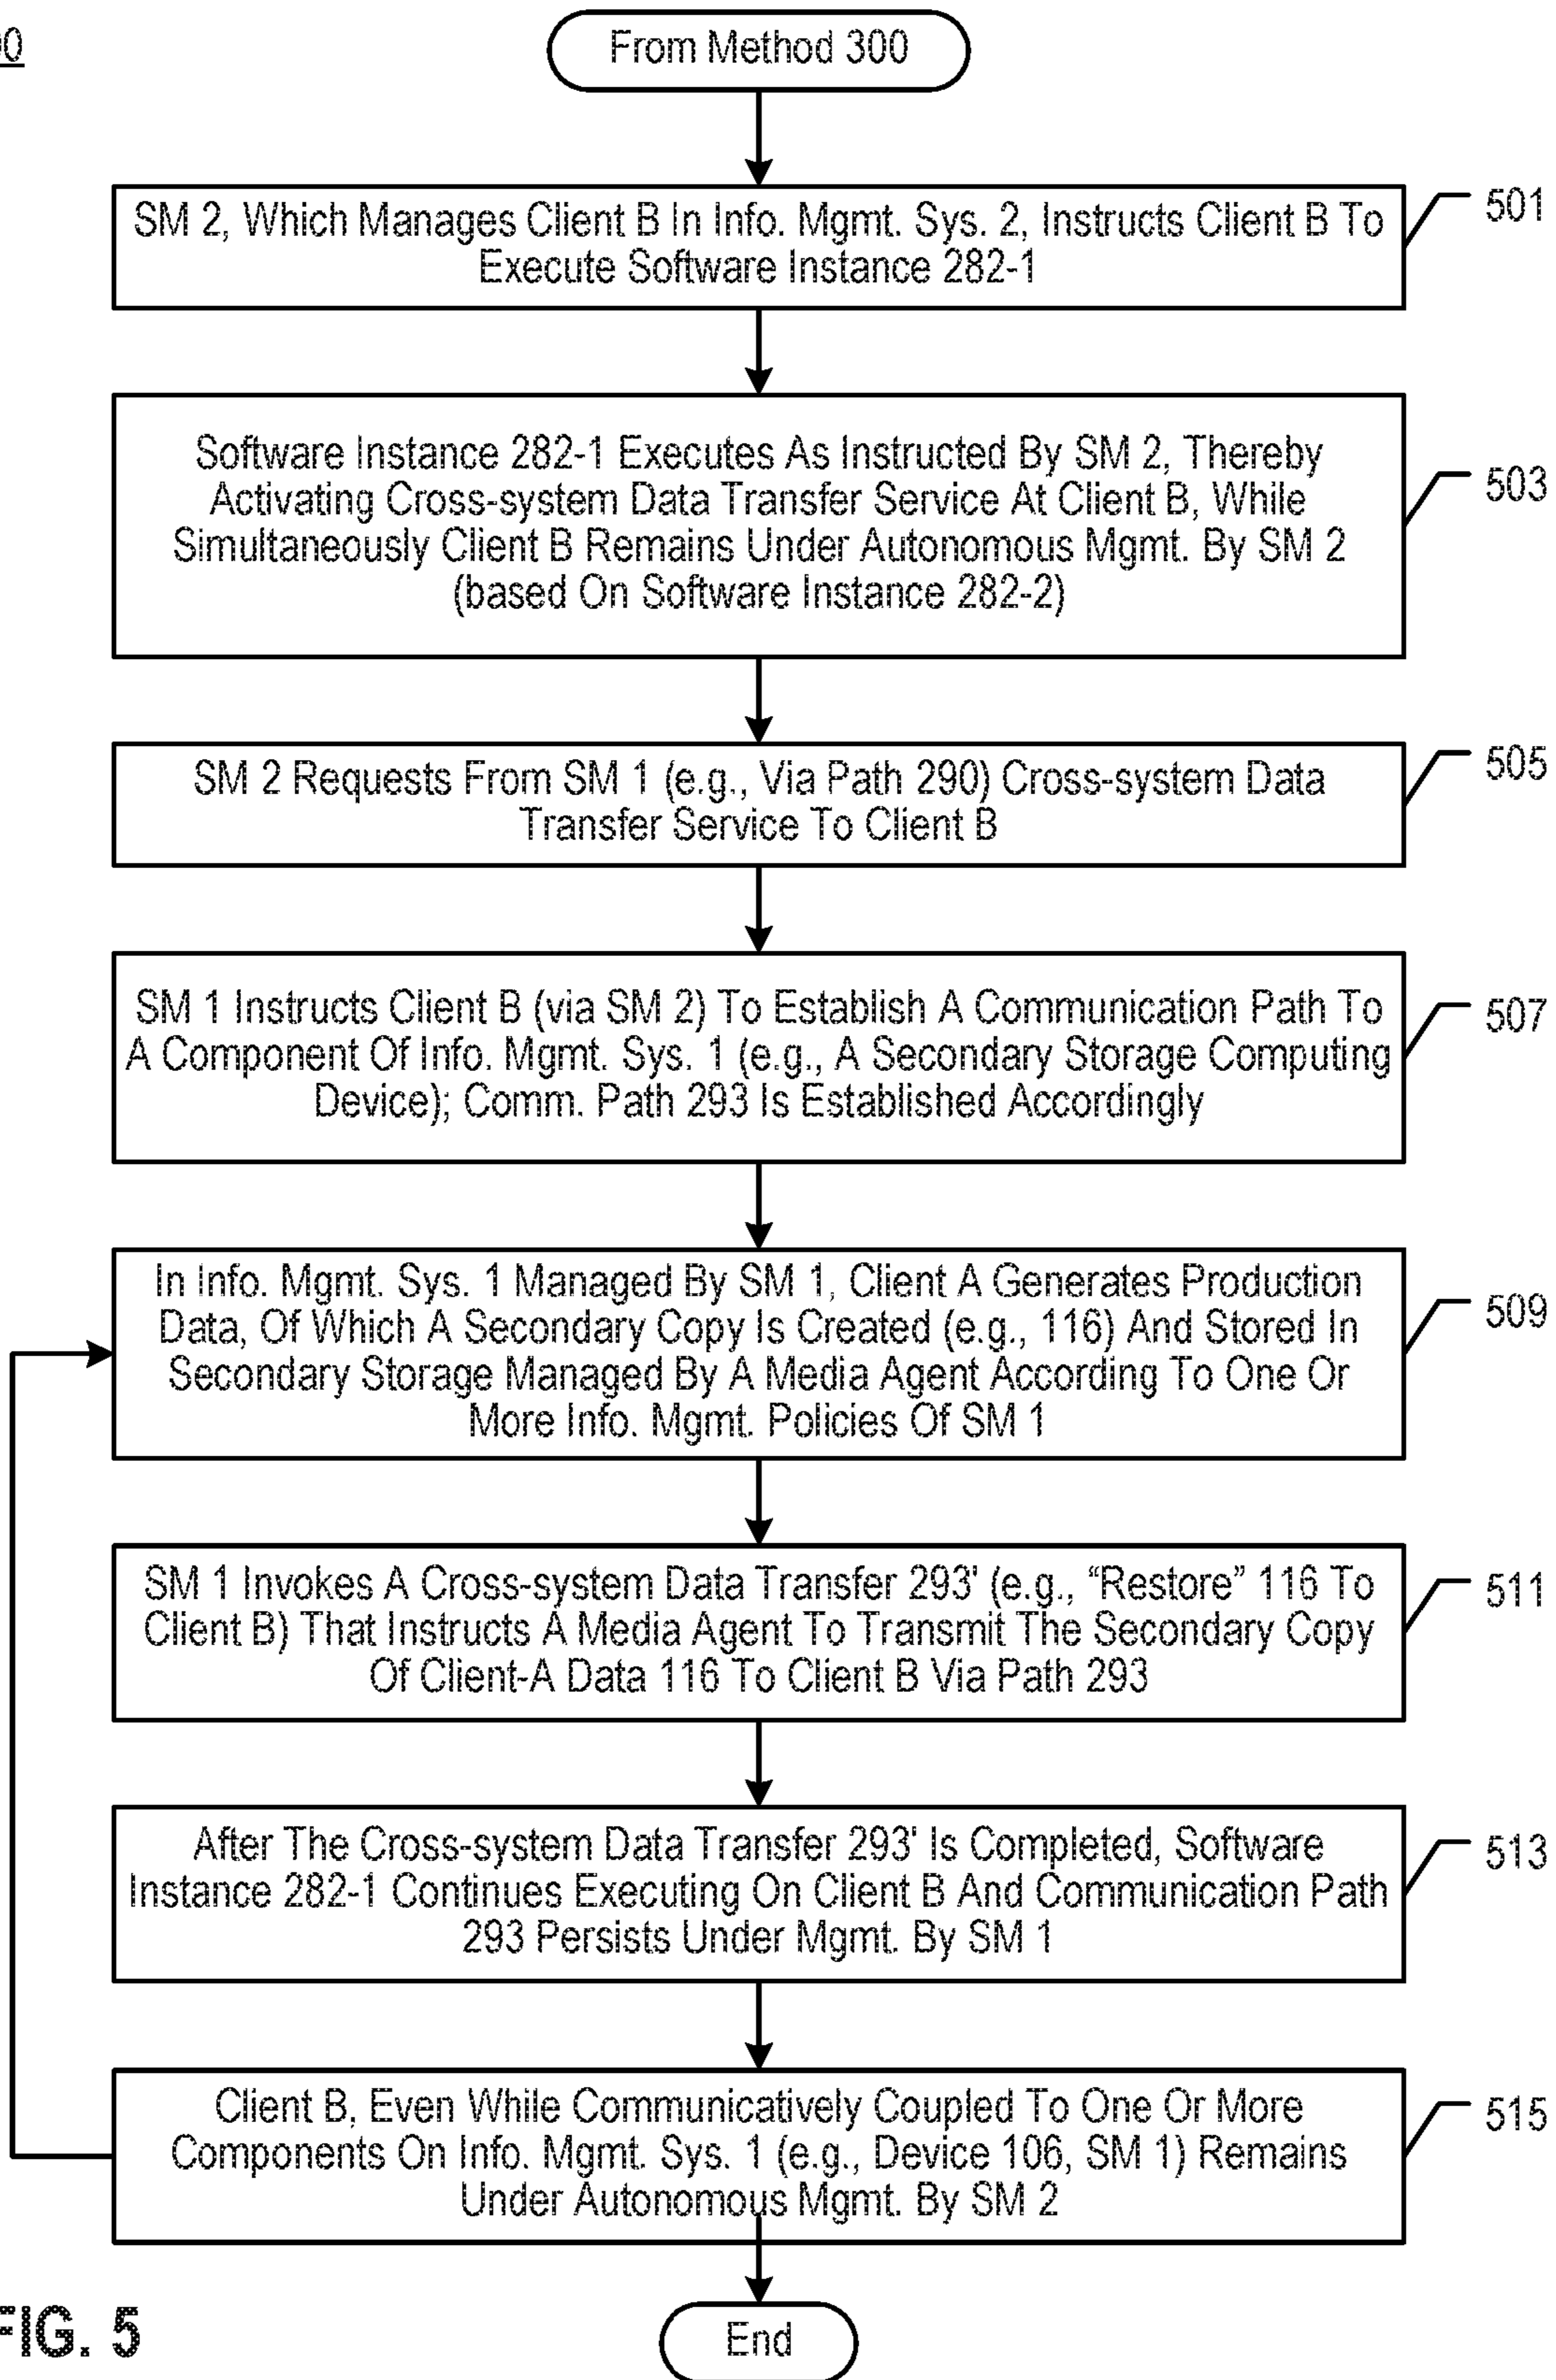 00
From Method 300
SM 2, Which Manages Client B In Info. Mgmt. Sys. 2, Instructs Client B To
Execute Software Instance 282-1
501
Software Instance 282-1 Executes As Instructed By SM 2, Thereby
Activating Cross-system Data Transfer Service At Client B, While
Simultaneously Client B Remains Under Autonomous Mgmt. By SM 2
(based On Software Instance 282-2)
503
SM 2 Requests From SM 1 (e.g., Via Path 290) Cross-system Data
Transfer Service To Client B
505
SM 1 Instructs Client B (via SM 2) To Establish A Communication Path To
A Component Of Info. Mgmt. Sys. 1 (e.g., A Secondary Storage Computing
Device); Comm. Path 293 Is Established Accordingly
507
In Info. Mgmt. Sys. 1 Managed By SM 1, Client A Generates Production
Data, Of Which A Secondary Copy Is Created (e.g., 116) And Stored In
Secondary Storage Managed By A Media Agent According To One Or
More Info. Mgmt. Policies Of SM 1
509
SM 1 Invokes A Cross-system Data Transfer 293' (e.g., “Restore” 116 To
Client B) That Instructs A Media Agent To Transmit The Secondary Copy
Of Client-A Data 116 To Client B Via Path 293
511
After The Cross-system Data Transfer 293' Is Completed, Software
Instance 282-1 Continues Executing On Client B And Communication Path
293 Persists Under Mgmt. By SM 1
513
Client B, Even While Communicatively Coupled To One Or More
Components On Info. Mgmt. Sys. 1 (e.g., Device 106, SM 1) Remains
Under Autonomous Mgmt. By SM 2
515
FIG. 5
End